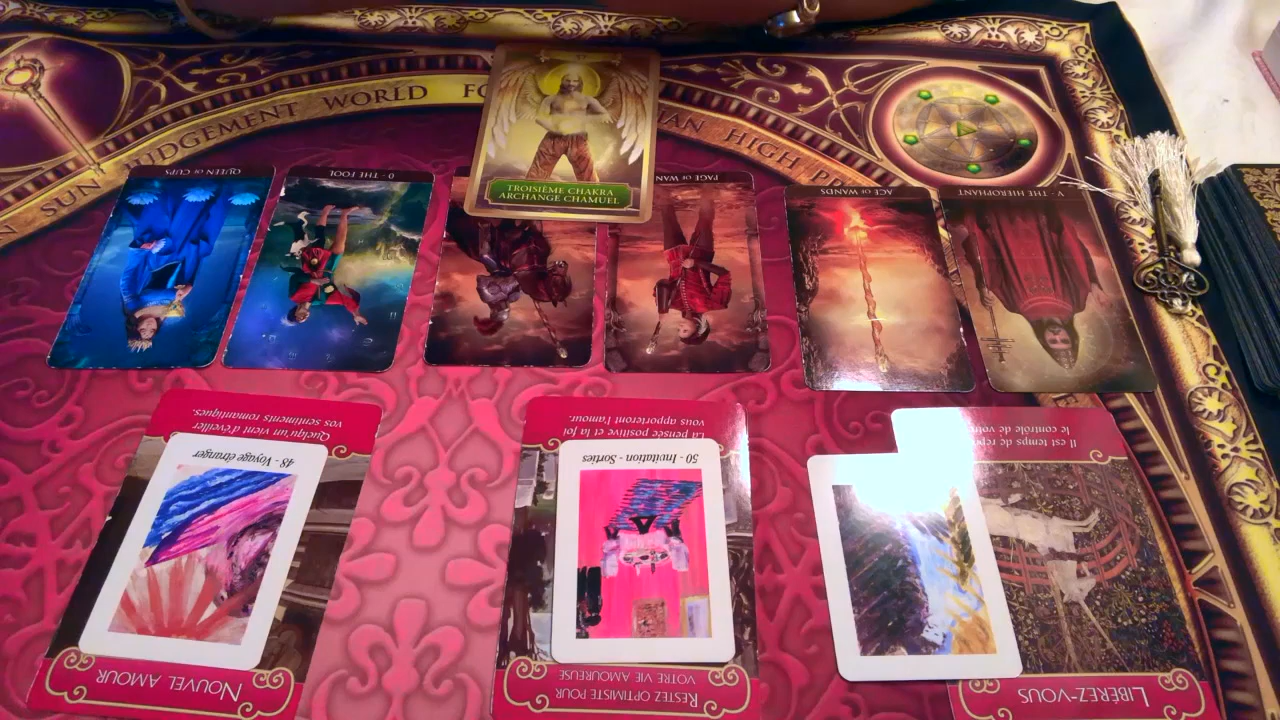 SUN JUDGEMENT WORLD
HIGH
TROISIÈME CHAKRA
ARCHANGE CHAMUEL
QUEEN OF CUPS
0 - THE FOOL
PAGE OF WAN
ACE OF WANDS
V - THE HIEROPHANT
Quelqu'un vient d'éveiller
vos sentiments romantiques.
48 - Voyage étranger
NOUVEL AMOUR
La pensée positive et la foi
vous apporteront l'amour.
50 - Invitation - Sorties
RESTEZ OPTIMISTE POUR
VOTRE VIE AMOUREUSE
Il est temps de repre
le contrôle de votre
LIBÉREZ-VOUS